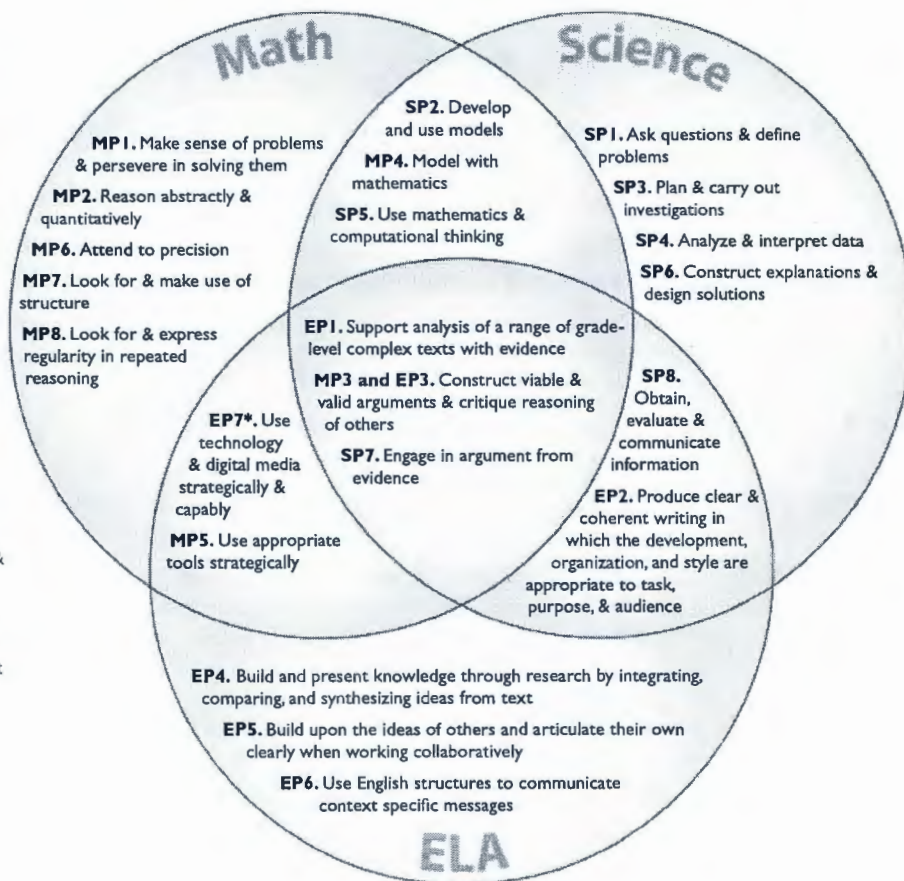 Math
Science
MP1. Make sense of problems
& persevere in solving them
MP2. Reason abstractly &
quantitatively
MP6. Attend to precision
MP7. Look for & make use of
structure
MP8. Look for & express
regularity in repeated
reasoning
SP2. Develop
and use models
MP4. Model with
mathematics
SP5. Use mathematics &
computational thinking
SP1. Ask questions & define
problems
SP3. Plan & carry out
investigations
SP4. Analyze & interpret data
SP6. Construct explanations &
design solutions
EP1. Support analysis of a range of grade-
level complex texts with evidence
MP3 and EP3. Construct viable &
valid arguments & critique reasoning
of others
SP7. Engage in argument from
evidence
EP7*. Use
technology
& digital media
strategically &
capably
MP5. Use appropriate
tools strategically
SP8.
Obtain,
evaluate &
communicate
information
EP2. Produce clear &
coherent writing in
which the development,
organization, and style are
appropriate to task,
purpose, & audience
EP4. Build and present knowledge through research by integrating,
comparing, and synthesizing ideas from text
EP5. Build upon the ideas of others and articulate their own
clearly when working collaboratively
EP6. Use English structures to communicate
context specific messages
ELA